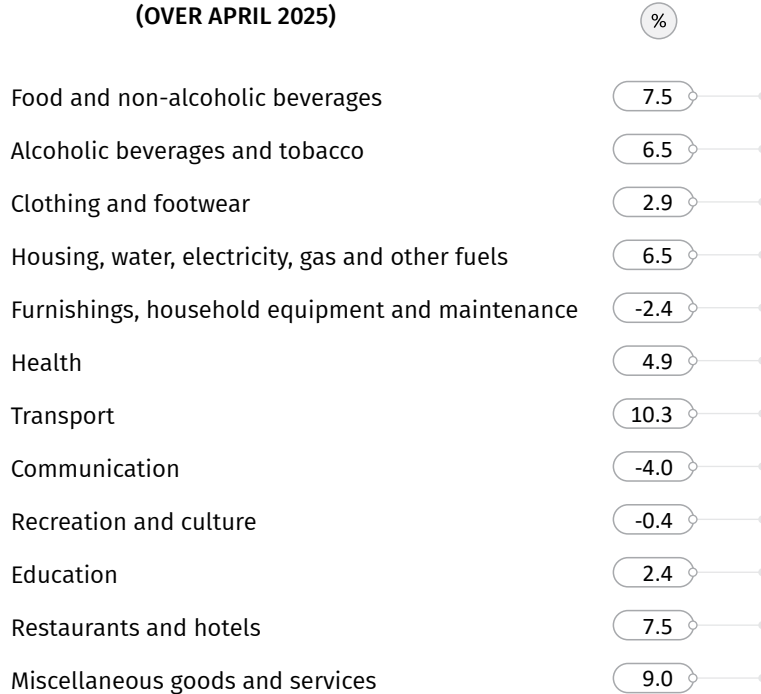 (OVER APRIL 2025) %
Food and non-alcoholic beverages 7.5
Alcoholic beverages and tobacco 6.5
Clothing and footwear 2.9
Housing, water, electricity, gas and other fuels 6.5
Furnishings, household equipment and maintenance -2.4
Health 4.9
Transport 10.3
Communication -4.0
Recreation and culture -0.4
Education 2.4
Restaurants and hotels 7.5
Miscellaneous goods and services 9.0